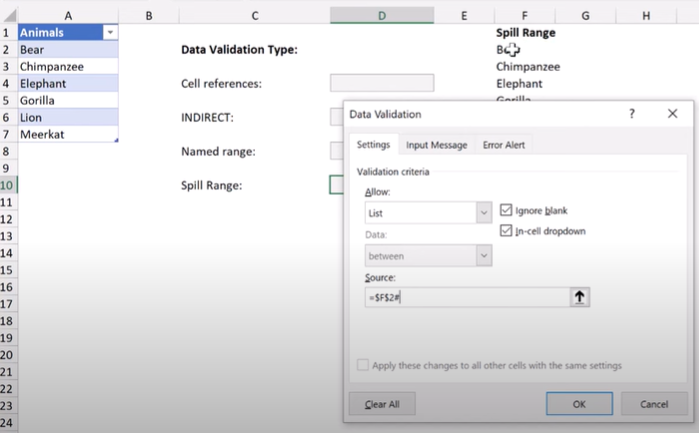 A B C D E F G H
1 Animals Spill Range
2 Bear Data Validation Type:
3 Chimpanzee Chimpanzee
4 Elephant Cell references: Elephant
5 Gorilla Gorilla
6 Lion INDIRECT:
7 Meerkat
8 Named range:
9
10 Spill Range:
11
12
13
14
15
16
17
18
19
20
21
22
23
24
Data Validation ? ×
Settings Input Message Error Alert
Validation criteria
Allow:
List Ignore blank
Data: In-cell dropdown
between
Source:
=$F$2#
Apply these changes to all other cells with the same settings
Clear All OK Cancel